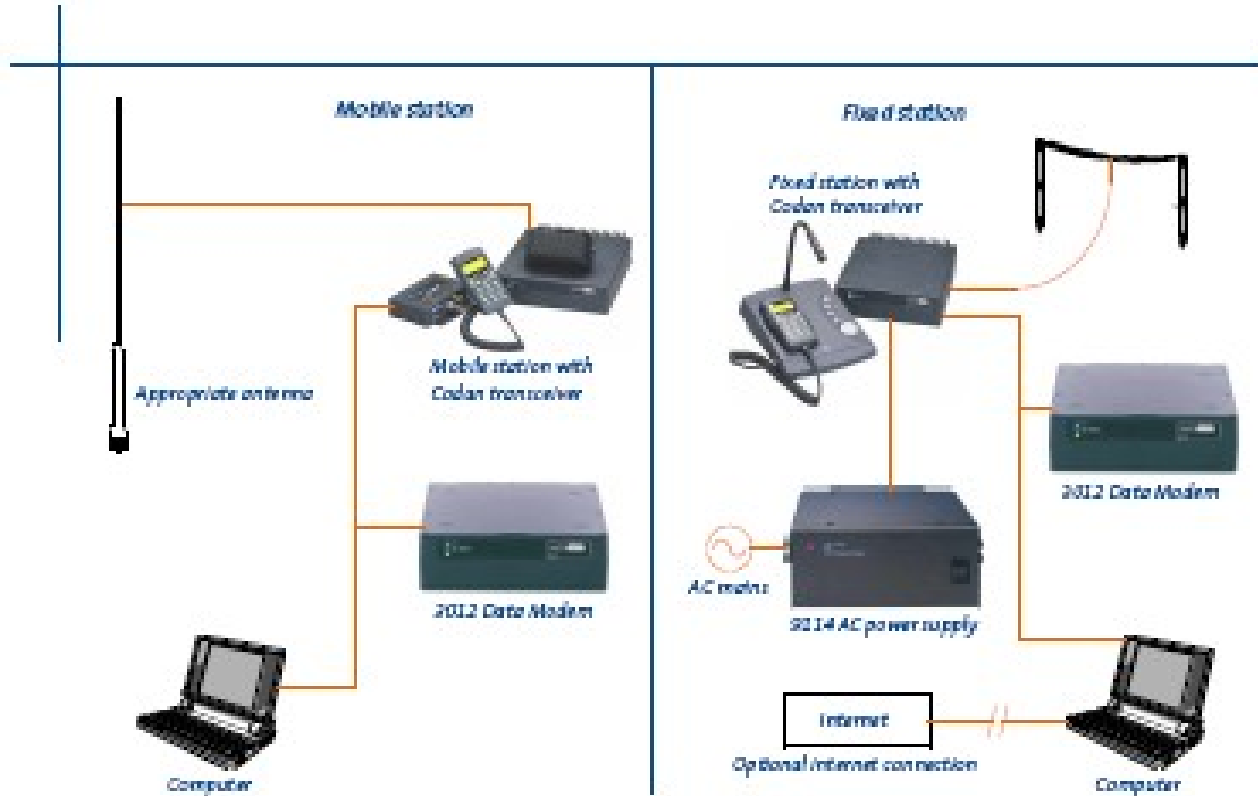 Mobile station
Appropriate antenna
Mobile station with
Codan transceiver
3012 Data Modem
Computer
Fixed station
Fixed station with
Codan transceiver
3012 Data Modem
AC mains
9114 AC power supply
Internet
Optional internet connection
Computer